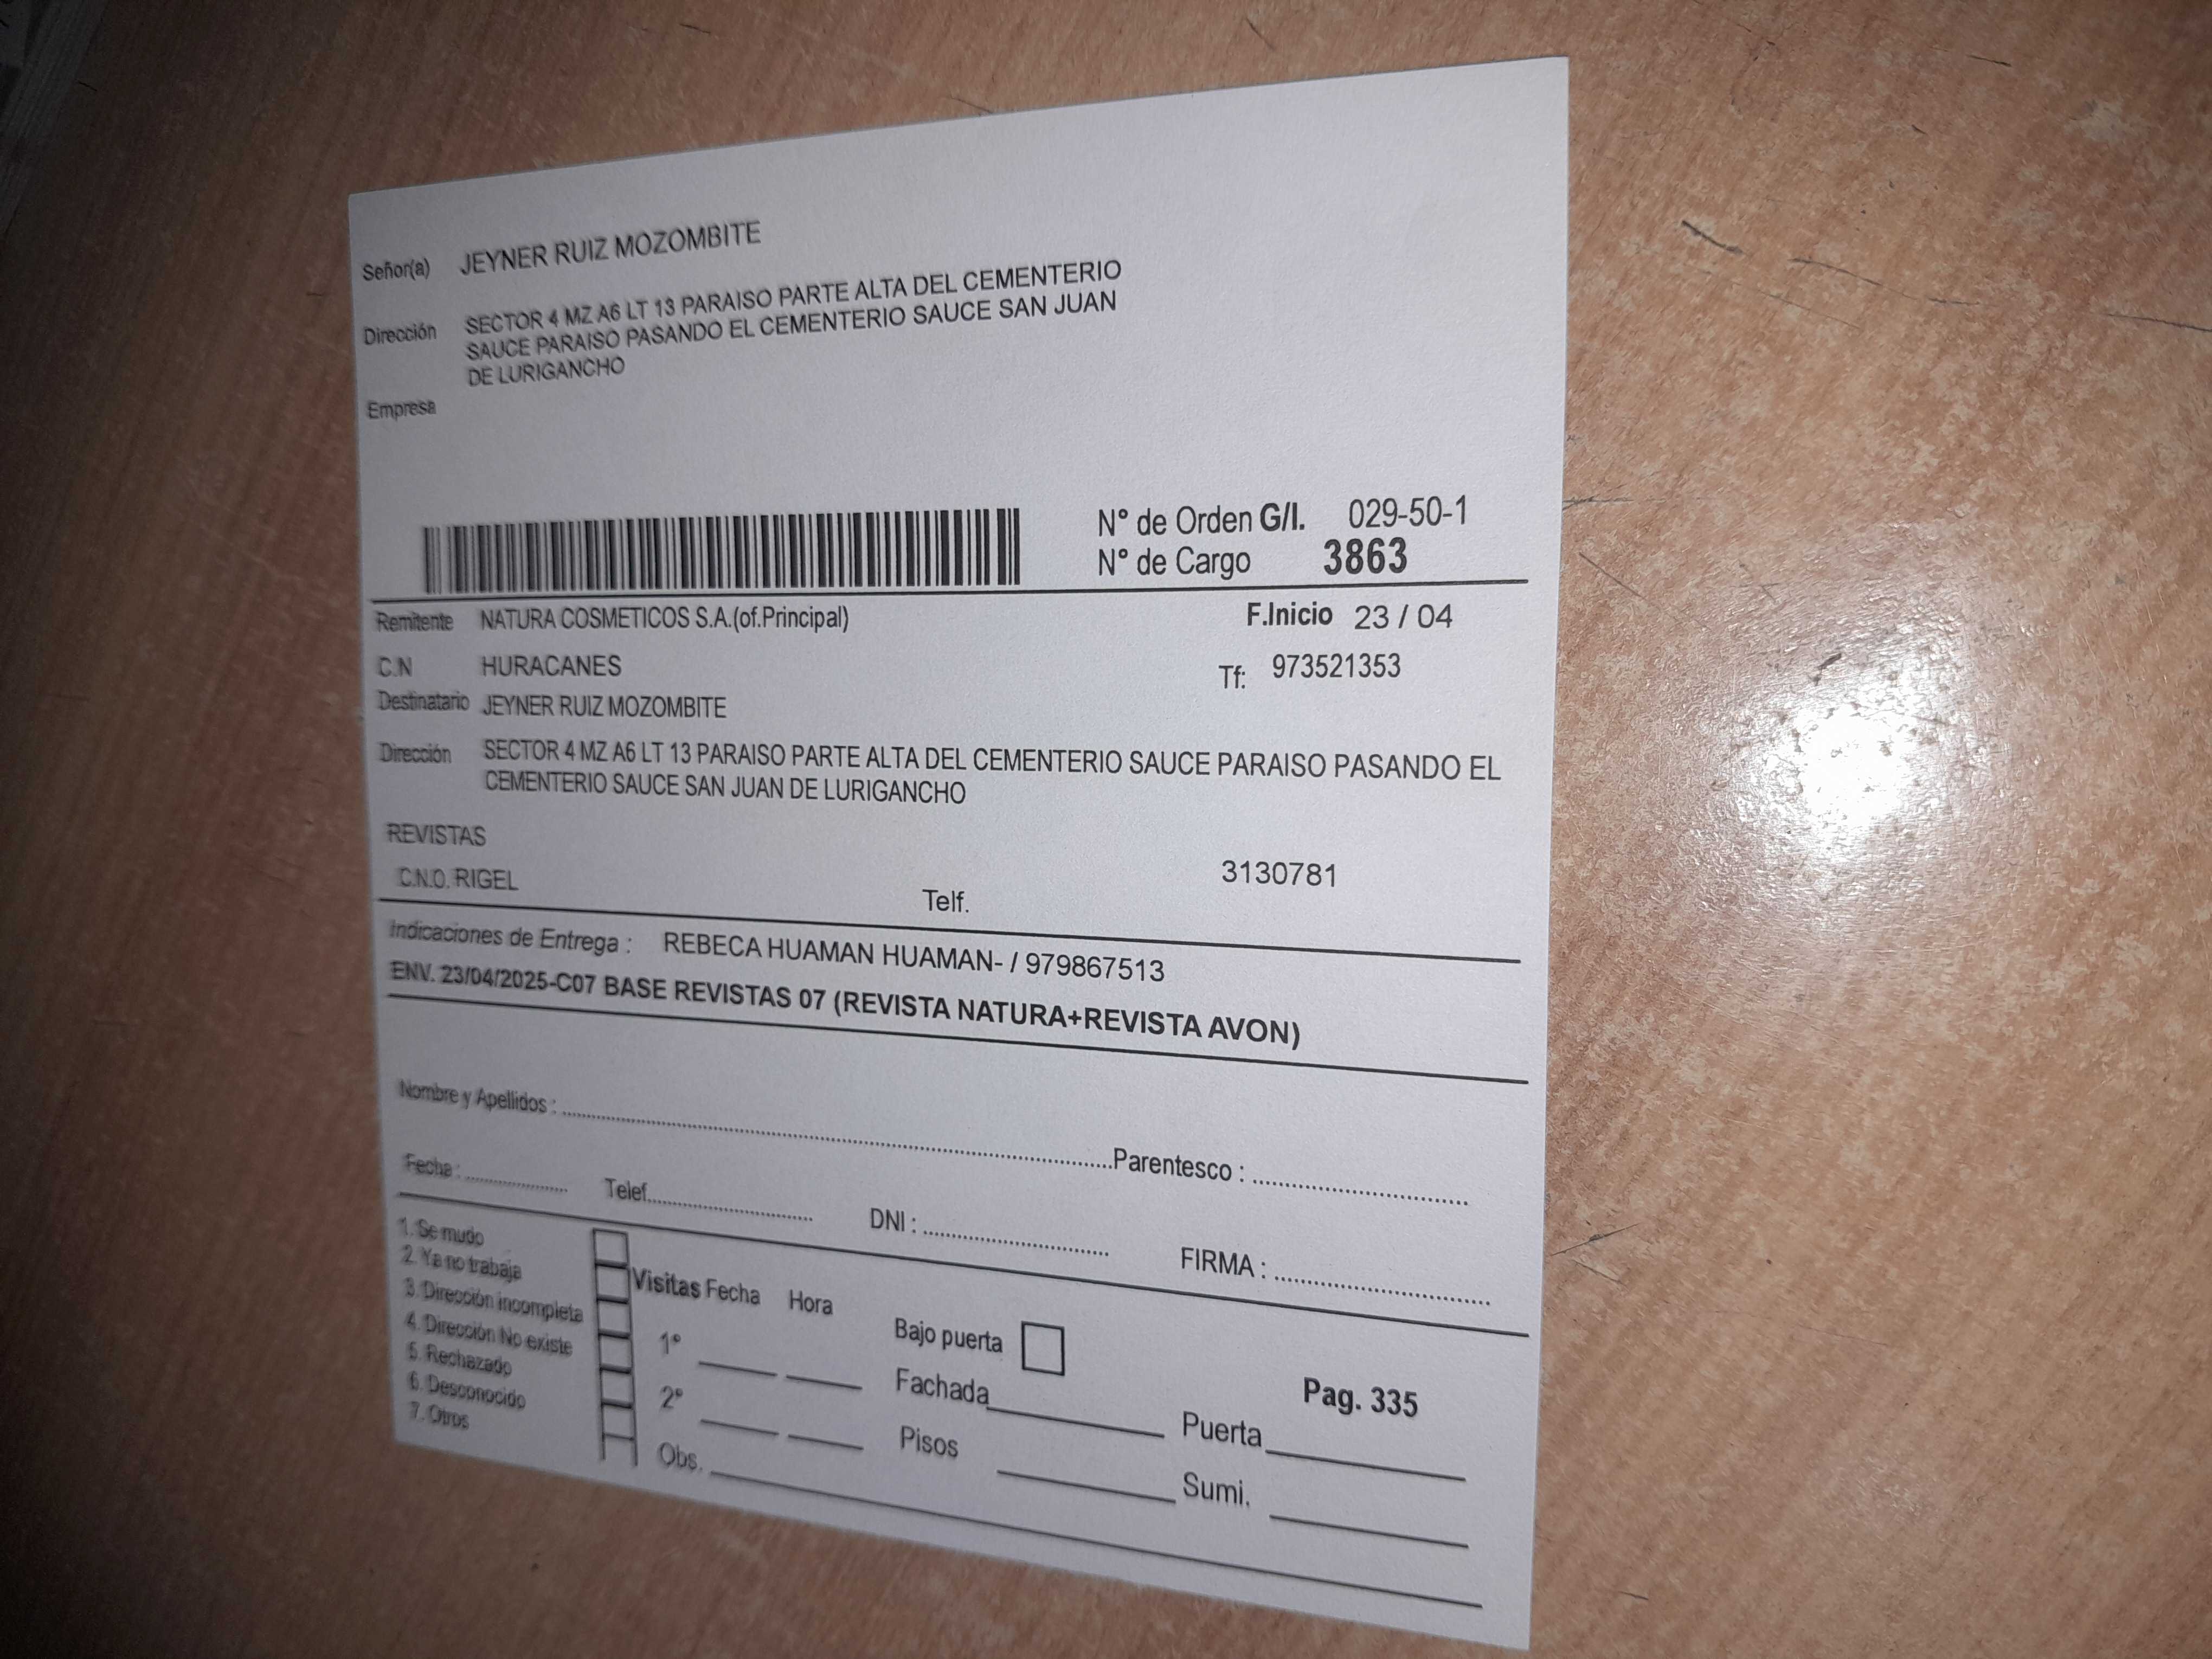 Señor(a) JEYNER RUIZ MOZOMBITE
Dirección SECTOR 4 MZ A6 LT 13 PARAISO PARTE ALTA DEL CEMENTERIO
SAUCE PARAISO PASANDO EL CEMENTERIO SAUCE SAN JUAN
DE LURIGANCHO
Empresa
N° de Orden G/I. 029-50-1
N° de Cargo 3863
Remitente NATURA COSMETICOS S.A.(of.Principal) F.Inicio 23 / 04
C.N HURACANES Tf: 973521353
Destinatario JEYNER RUIZ MOZOMBITE
Dirección SECTOR 4 MZ A6 LT 13 PARAISO PARTE ALTA DEL CEMENTERIO SAUCE PARAISO PASANDO EL
CEMENTERIO SAUCE SAN JUAN DE LURIGANCHO
REVISTAS
C.N.O. RIGEL Telf. 3130781
Indicaciones de Entrega : REBECA HUAMAN HUAMAN- / 979867513
ENV. 23/04/2025-C07 BASE REVISTAS 07 (REVISTA NATURA+REVISTA AVON)
Nombre y Apellidos : Parentesco :
Fecha : Telef. DNI : FIRMA :
1. Se mudo
2. Ya no trabaja
3. Dirección incompleta
4. Dirección No existe
5. Rechazado
6. Desconocido
7. Otros
Visitas Fecha Hora
1°
2°
Obs.
Bajo puerta
Fachada
Pisos
Pag. 335
Puerta
Sumi.